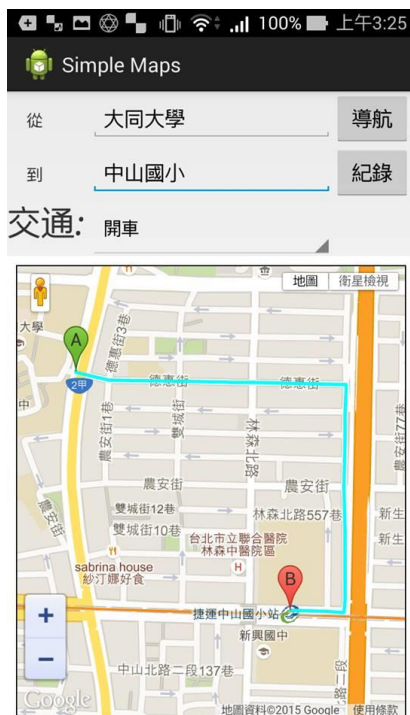 100% 上午3:25
Simple Maps
從 大同大學 導航
到 中山國小 紀錄
交通: 開車
地圖 衛星檢視
大學
德惠街3巷
A
2甲
德惠街 德惠街
農安街1巷
雙城街
林森北路
農安街77巷
農安街 農安街
農安街
雙城街12巷 林森北路557巷 新生
雙城街10巷 新生
台北市立聯合醫院
林森中醫院區
H
sabrina house
紗汀娜好食
B
+
捷運中山國小站
新興國中
−
中山北路二段137巷
Google
地圖資料©2015 Google 使用條款